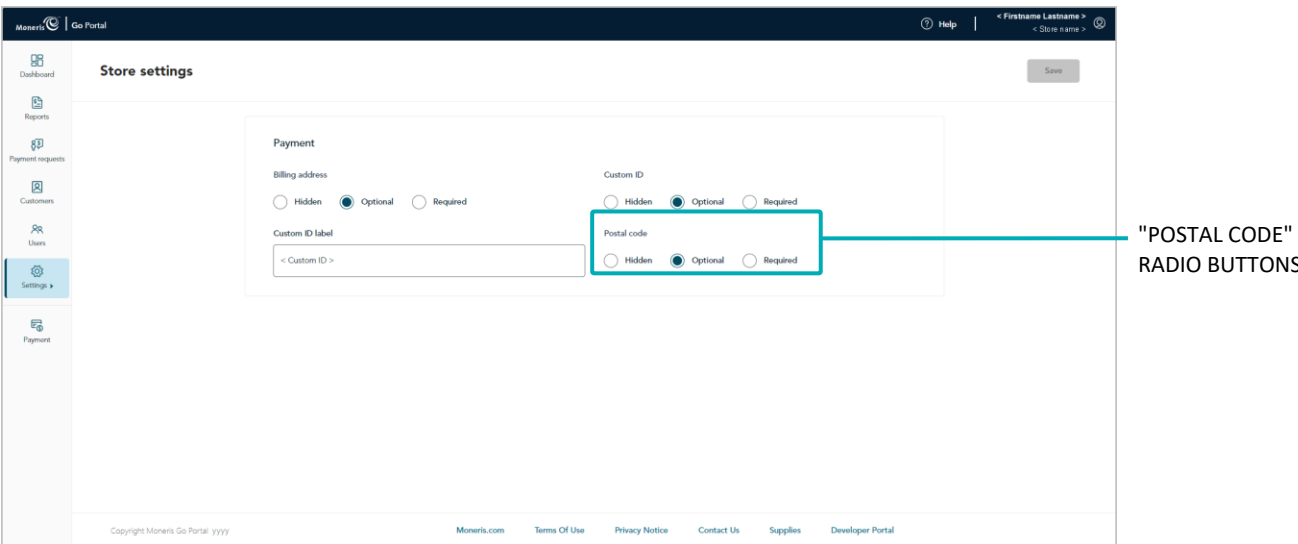 Moneris Go Portal
Help
< Firstname Lastname >
< Store name >
Dashboard
Reports
Payment requests
Customers
Users
Settings
Payment
Store settings
Save
Payment
Billing address
Hidden Optional Required
Custom ID
Hidden Optional Required
Custom ID label
< Custom ID >
Postal code
Hidden Optional Required
"POSTAL CODE"
RADIO BUTTONS
Copyright Moneris Go Portal yyyy
Moneris.com Terms Of Use Privacy Notice Contact Us Supplies Developer Portal